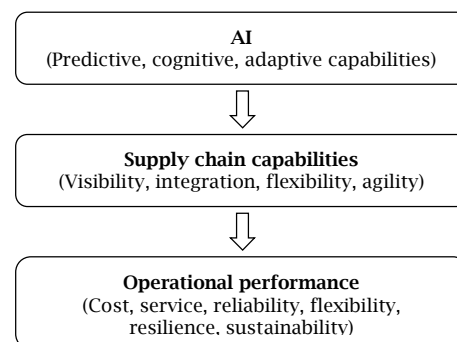 AI
(Predictive, cognitive, adaptive capabilities)
Supply chain capabilities
(Visibility, integration, flexibility, agility)
Operational performance
(Cost, service, reliability, flexibility,
resilience, sustainability)